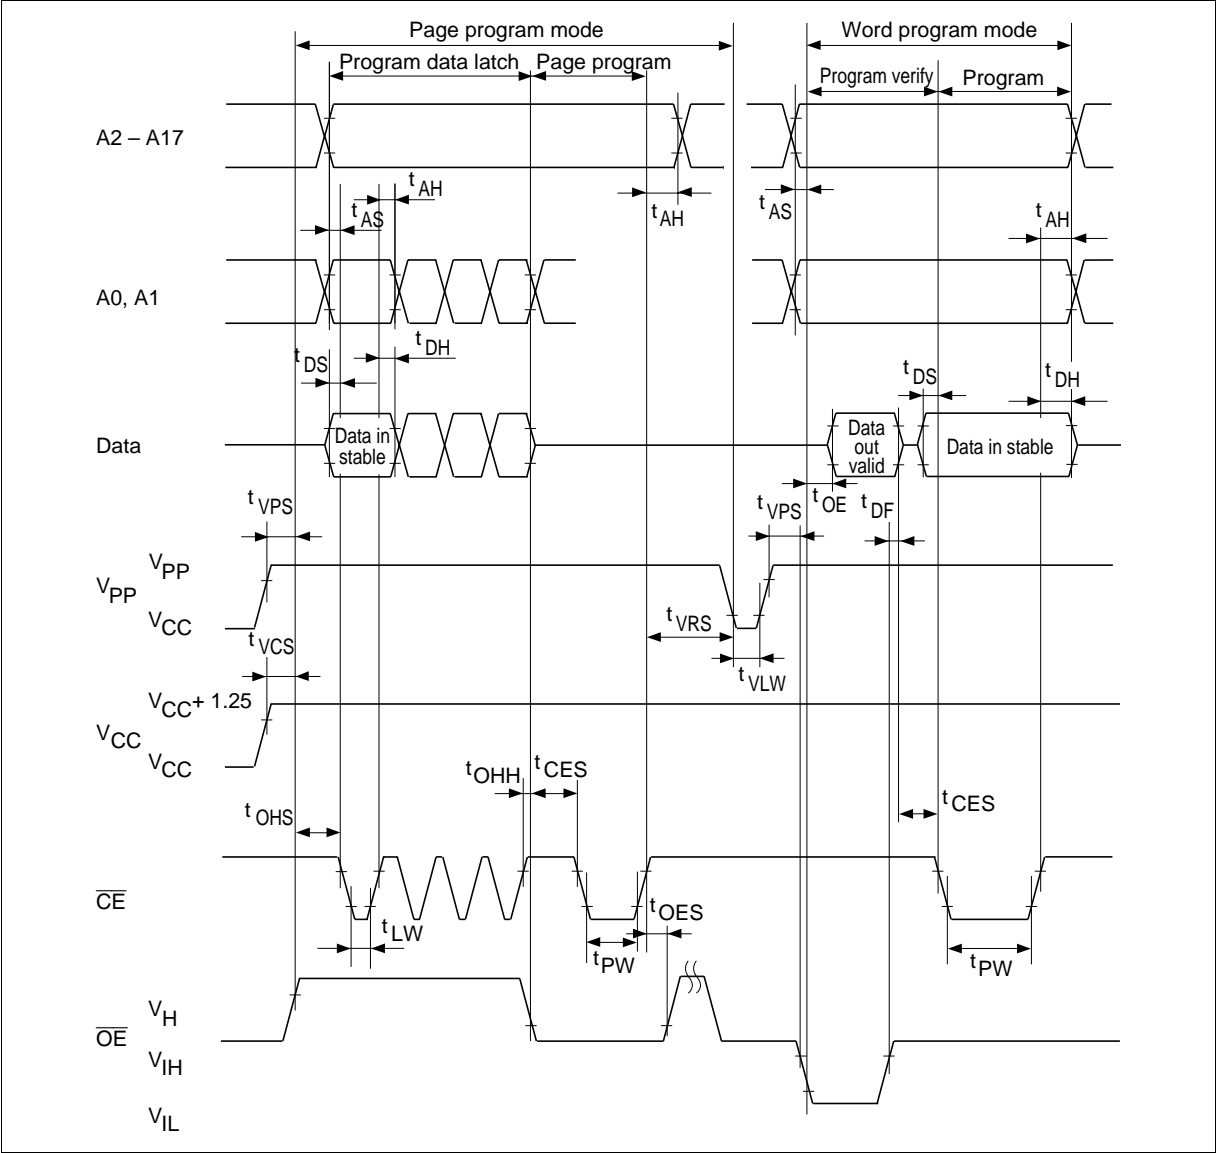 Page program mode Word program mode
Program data latch Page program Program verify Program
A2 – A17
tAH
tAS
tAH
tAS
tAH
A0, A1
tDS
tDH
tDS
tDH
Data
Data in
stable
Data
out
valid
Data in stable
tVPS
tVPS
tOE
tDF
VPP
VPP
VCC
tVRS
tVLW
tVCS
VCC+ 1.25
VCC
VCC
tOHH
tCES
tOHS
tCES
CE
tLW
tOES
tPW
tPW
VH
OE
VIH
VIL